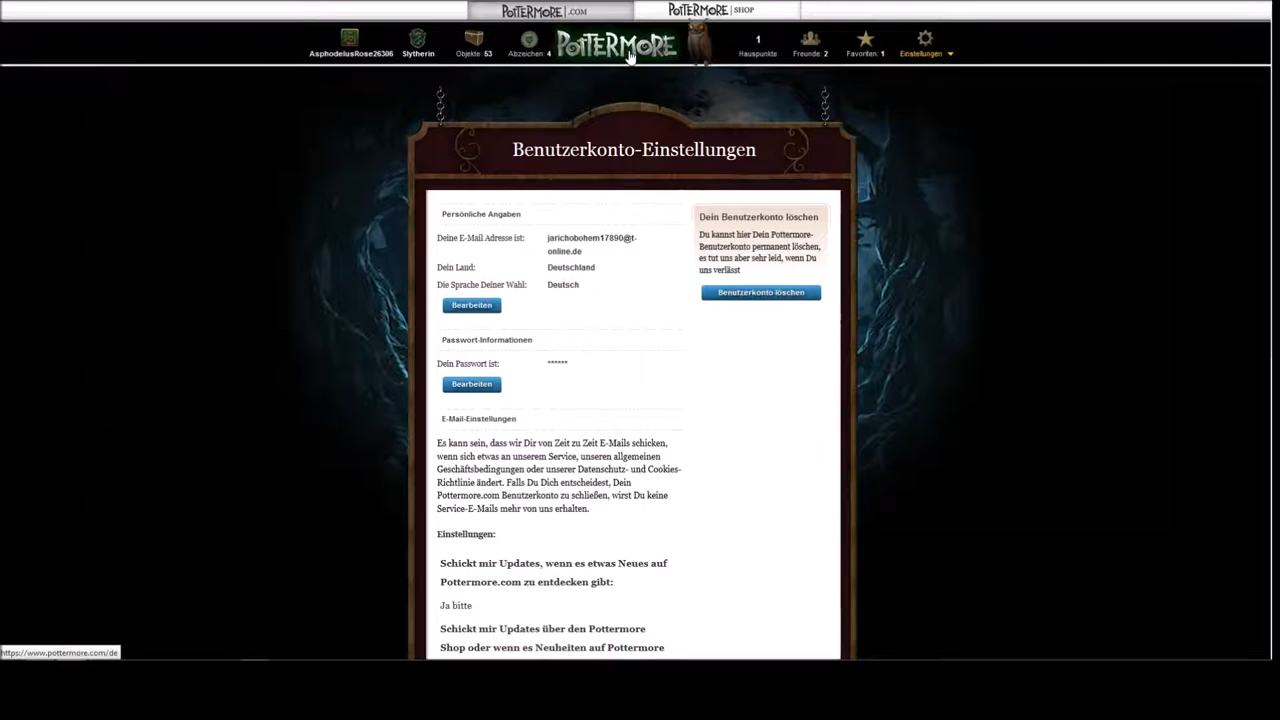 POTTERMORE .COM
POTTERMORE SHOP
AsphodelusRose26306
Slytherin
Objekte: 53
Abzeichen: 4
POTTERMORE
1
Hauspunkte
Freunde: 2
Favoriten: 1
Einstellungen
Benutzerkonto-Einstellungen
Persönliche Angaben
Deine E-Mail Adresse ist: jarichobohem17890@t-
online.de
Dein Land: Deutschland
Die Sprache Deiner Wahl: Deutsch
Bearbeiten
Passwort-Informationen
Dein Passwort ist: ******
Bearbeiten
E-Mail-Einstellungen
Es kann sein, dass wir Dir von Zeit zu Zeit E-Mails schicken,
wenn sich etwas an unserem Service, unseren allgemeinen
Geschäftsbedingungen oder unserer Datenschutz- und Cookies-
Richtlinie ändert. Falls Du Dich entscheidest, Dein
Pottermore.com Benutzerkonto zu schließen, wirst Du keine
Service-E-Mails mehr von uns erhalten.
Einstellungen:
Schickt mir Updates, wenn es etwas Neues auf
Pottermore.com zu entdecken gibt:
Ja bitte
Schickt mir Updates über den Pottermore
Shop oder wenn es Neuheiten auf Pottermore
Dein Benutzerkonto löschen
Du kannst hier Dein Pottermore-
Benutzerkonto permanent löschen,
es tut uns aber sehr leid, wenn Du
uns verlässt
Benutzerkonto löschen
https://www.pottermore.com/de